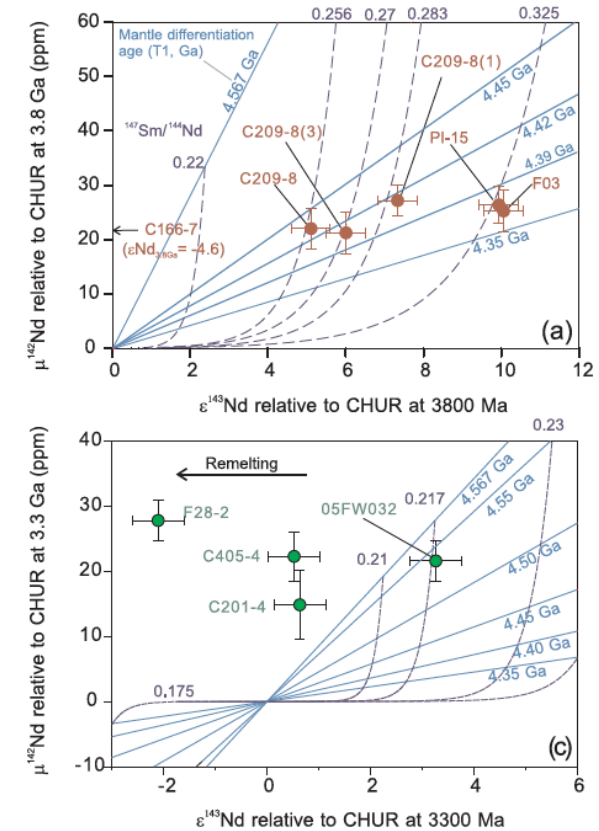 60
50
40
30
20
10
0
μ¹⁴²Nd relative to CHUR at 3.8 Ga (ppm)
Mantle differentiation
age (T1, Ga)
4.567 Ga
0.256
0.27
0.283
0.325
¹⁴⁷Sm/¹⁴⁴Nd
0.22
C209-8(1)
C209-8(3)
C209-8
PI-15
F03
4.45 Ga
4.42 Ga
4.39 Ga
4.35 Ga
C166-7
(εNd3.8Ga= -4.6)
(a)
0
2
4
6
8
10
12
ε¹⁴³Nd relative to CHUR at 3800 Ma
40
30
20
10
0
-10
μ¹⁴²Nd relative to CHUR at 3.3 Ga (ppm)
Remelting
F28-2
C405-4
C201-4
05FW032
0.175
0.21
0.217
0.23
4.567 Ga
4.55 Ga
4.50 Ga
4.45 Ga
4.40 Ga
4.35 Ga
(c)
-2
0
2
4
6
ε¹⁴³Nd relative to CHUR at 3300 Ma